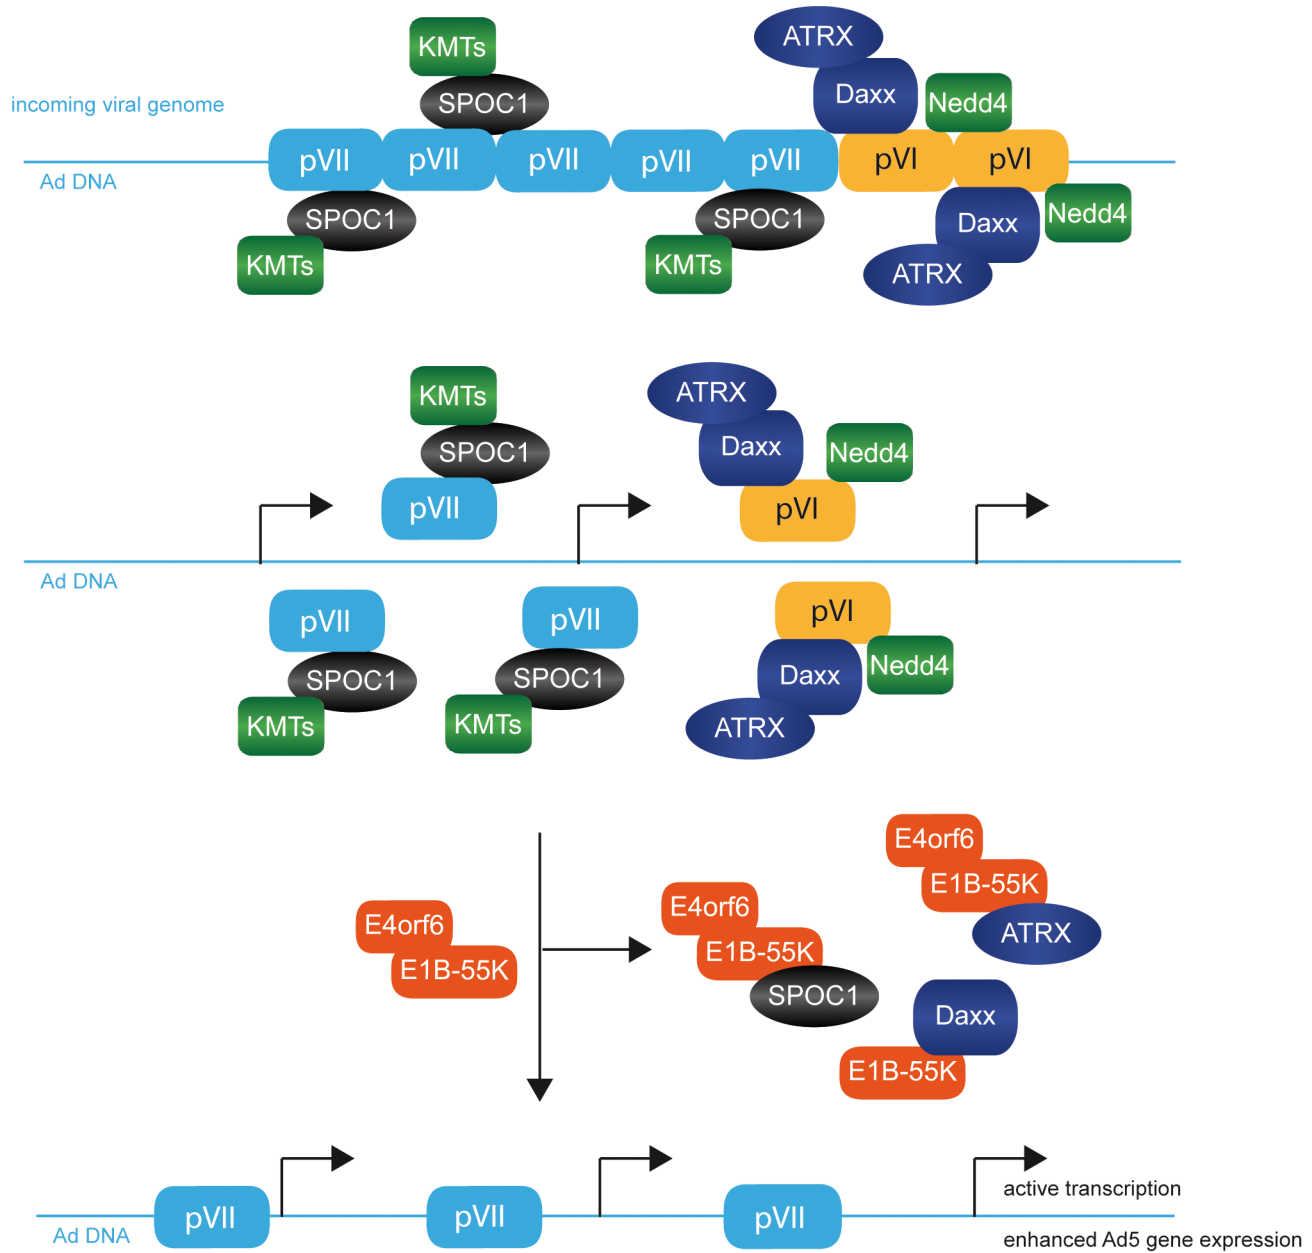 KMTs
ATRX
SPOC1
Daxx
Nedd4
incoming viral genome
pVII
pVII
pVII
pVII
pVII
pVI
pVI
Ad DNA
SPOC1
SPOC1
Daxx
Nedd4
KMTs
KMTs
ATRX
KMTs
ATRX
SPOC1
Daxx
Nedd4
pVII
pVI
Ad DNA
pVII
pVII
pVI
SPOC1
SPOC1
Daxx
Nedd4
KMTs
KMTs
ATRX
E4orf6
E1B-55K
E4orf6
E1B-55K
SPOC1
E4orf6
E1B-55K
ATRX
Daxx
E1B-55K
active transcription
pVII
pVII
pVII
Ad DNA
enhanced Ad5 gene expression